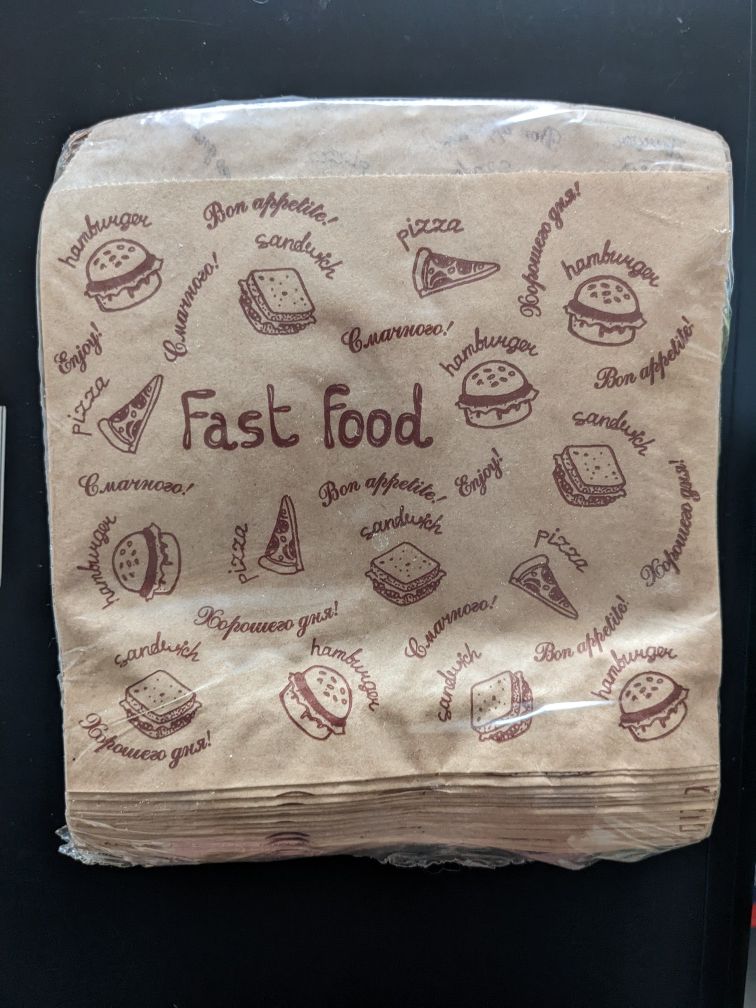 Bon appetite!
hamburger
pizza
Хорошего дня!
sandwich
Смачного!
hamburger
Enjoy!
Смачного!
hamburger
Bon appetite!
pizza
Fast Food
sandwich
Смачного!
Bon appetite!
Enjoy!
Хорошего дня!
hamburger
pizza
sandwich
pizza
Хорошего дня!
Смачного!
Bon appetite!
sandwich
hamburger
sandwich
hamburger
Хорошего дня!